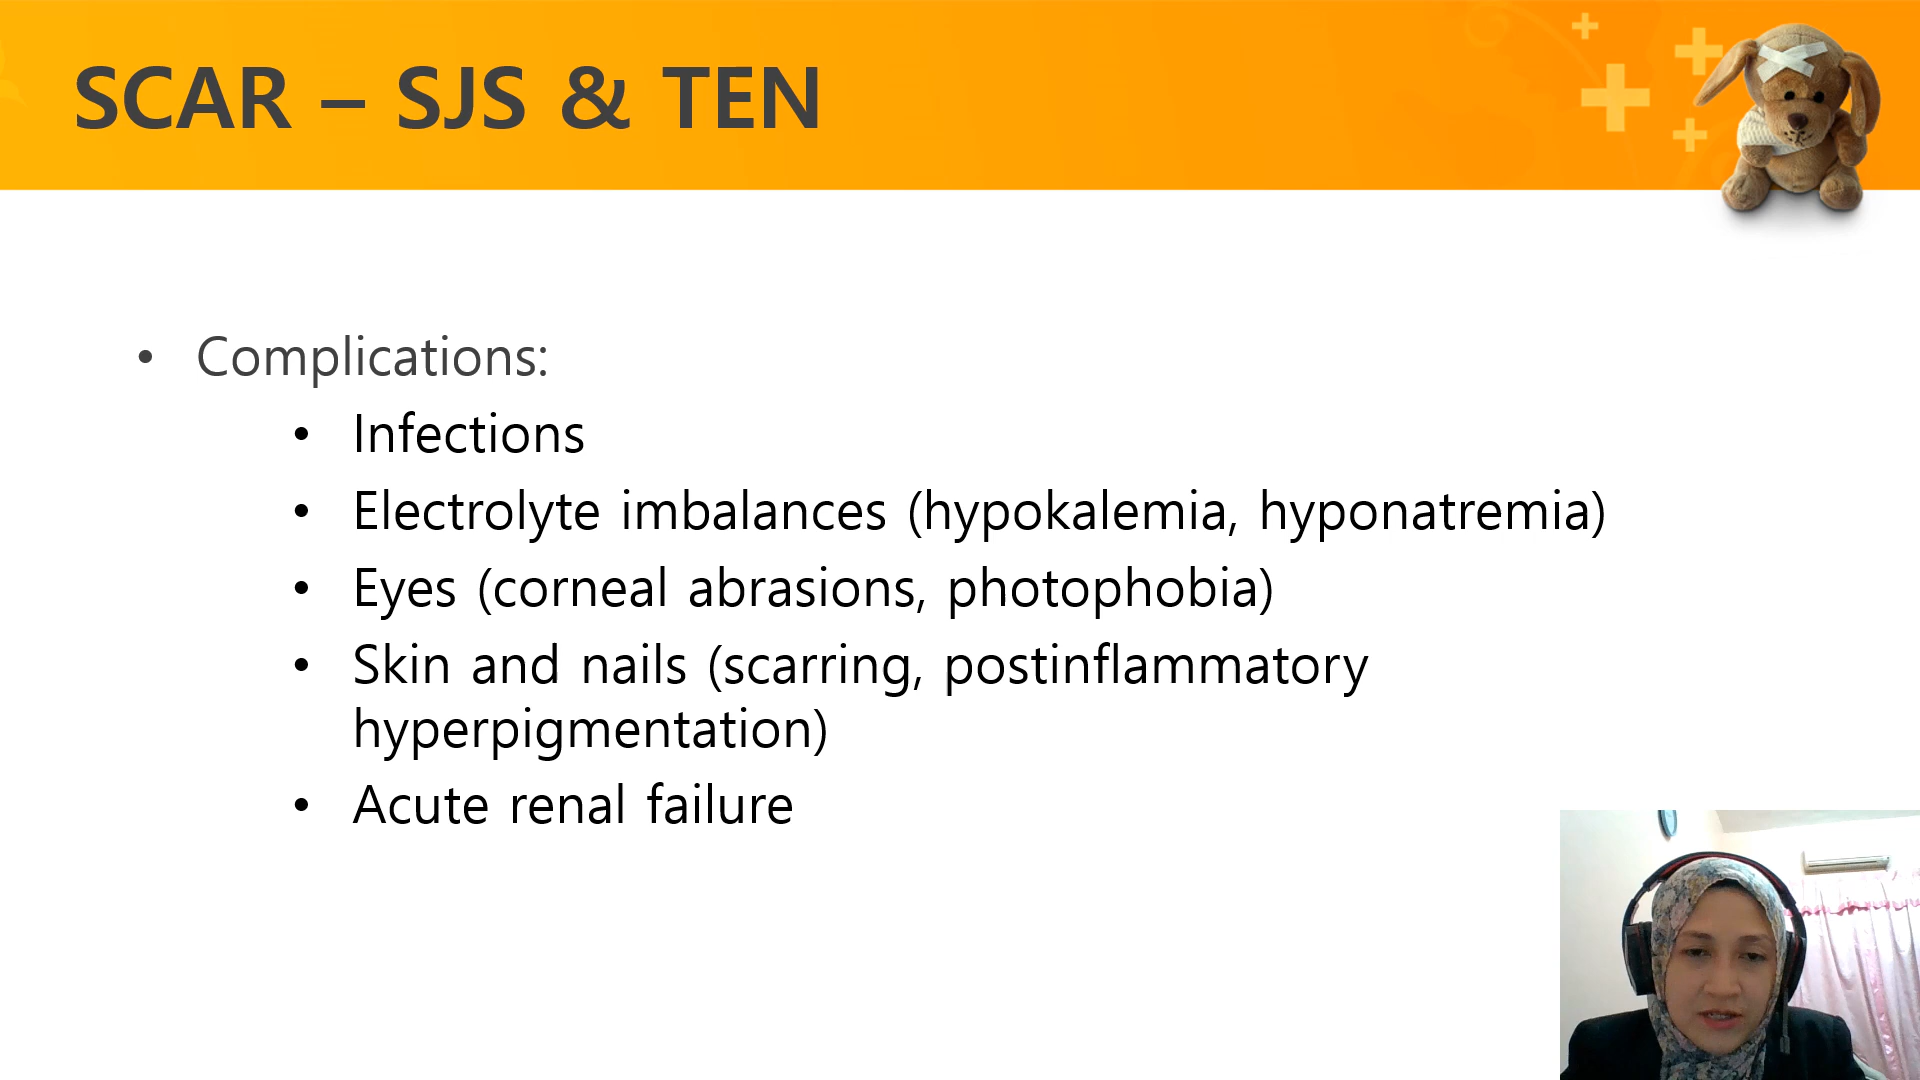 SCAR – SJS & TEN
• Complications:
• Infections
• Electrolyte imbalances (hypokalemia, hyponatremia)
• Eyes (corneal abrasions, photophobia)
• Skin and nails (scarring, postinflammatory
hyperpigmentation)
• Acute renal failure